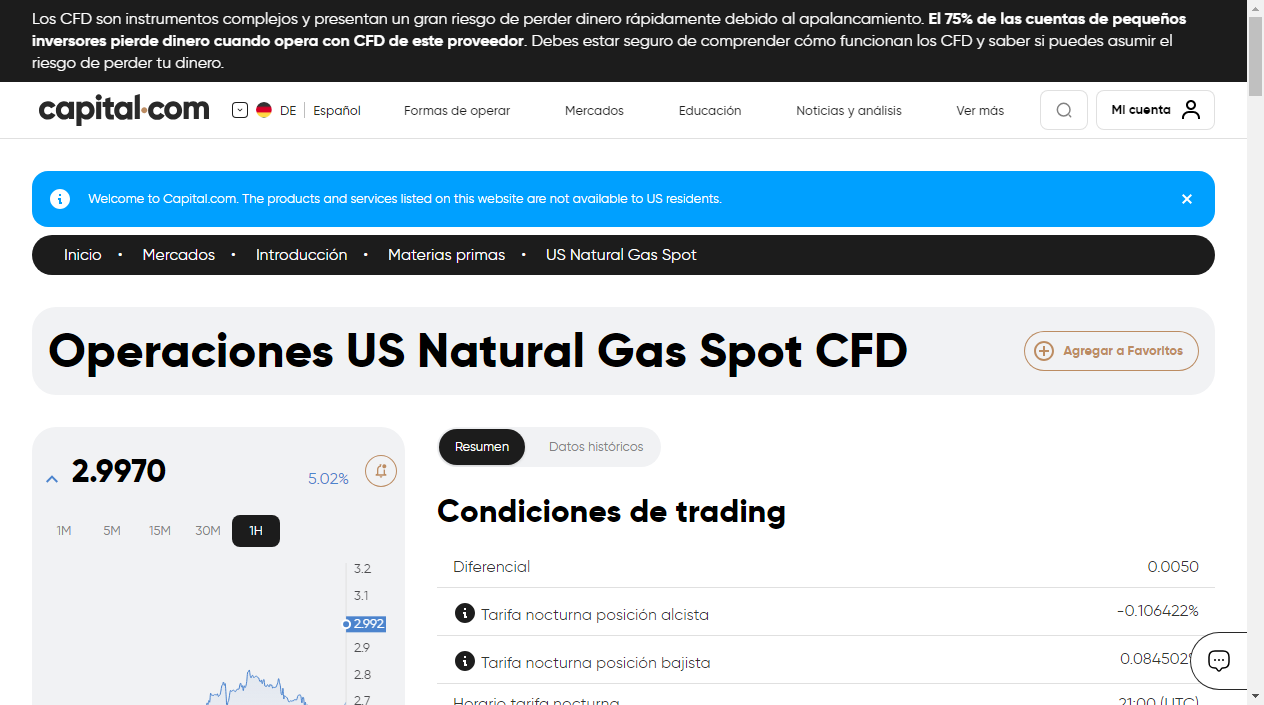 Los CFD son instrumentos complejos y presentan un gran riesgo de perder dinero rápidamente debido al apalancamiento. El 75% de las cuentas de pequeños
inversores pierde dinero cuando opera con CFD de este proveedor. Debes estar seguro de comprender cómo funcionan los CFD y saber si puedes asumir el
riesgo de perder tu dinero.
capital.com DE Español Formas de operar Mercados Educación Noticias y análisis Ver más Mi cuenta
Welcome to Capital.com. The products and services listed on this website are not available to US residents.
Inicio • Mercados • Introducción • Materias primas • US Natural Gas Spot
Operaciones US Natural Gas Spot CFD
Agregar a Favoritos
2.9970 5.02%
1M 5M 15M 30M 1H
3.2
3.1
2.992
2.9
2.8
2.7
Resumen Datos históricos
Condiciones de trading
Diferencial 0.0050
Tarifa nocturna posición alcista -0.106422%
Tarifa nocturna posición bajista 0.084502%
Horario tarifa nocturna 21:00 (UTC)